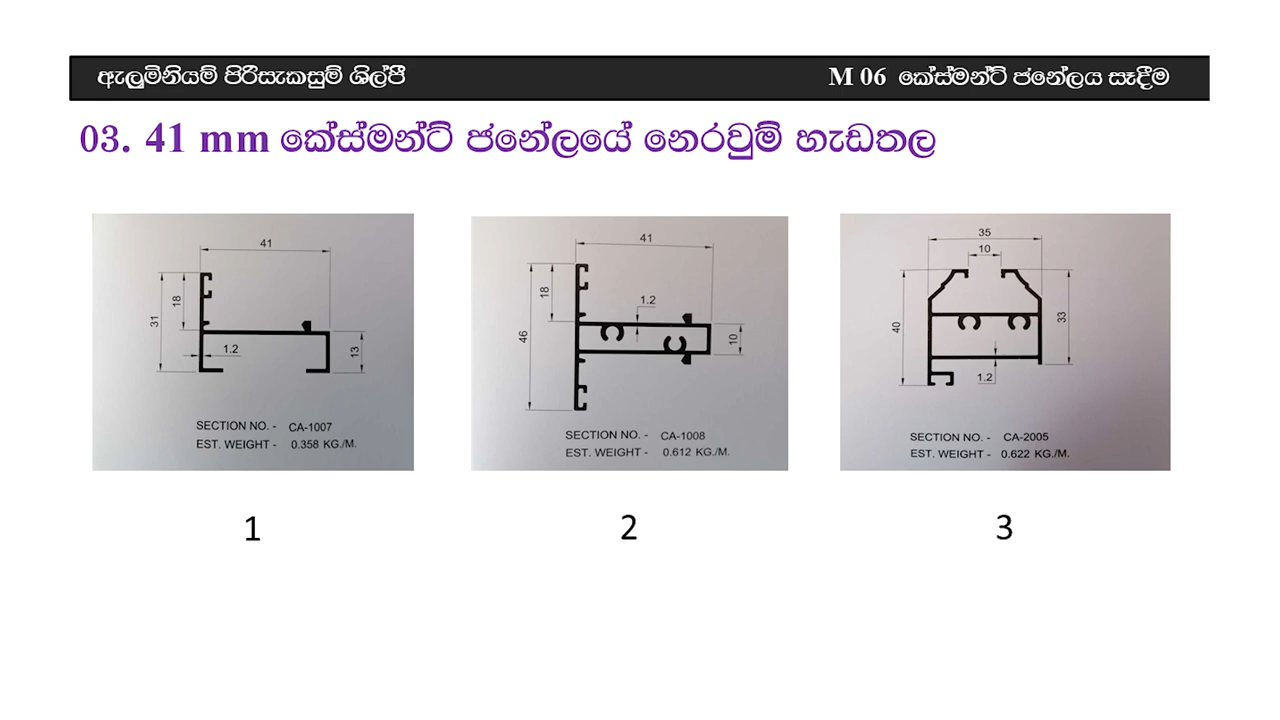 ඇලුමිනියම් පිරිසැකසුම් ශිල්පී
M 06 කේස්මන්ට් ජනේලය සෑදීම
03. 41 mm කේස්මන්ට් ජනේලයේ නෙරවුම් හැඩතල
41
31
18
1.2
13
SECTION NO. - CA-1007
EST. WEIGHT - 0.358 KG./M.
41
18
46
1.2
10
SECTION NO. - CA-1008
EST. WEIGHT - 0.612 KG./M.
35
10
40
33
1.2
SECTION NO. - CA-2005
EST. WEIGHT - 0.622 KG./M.
1
2
3